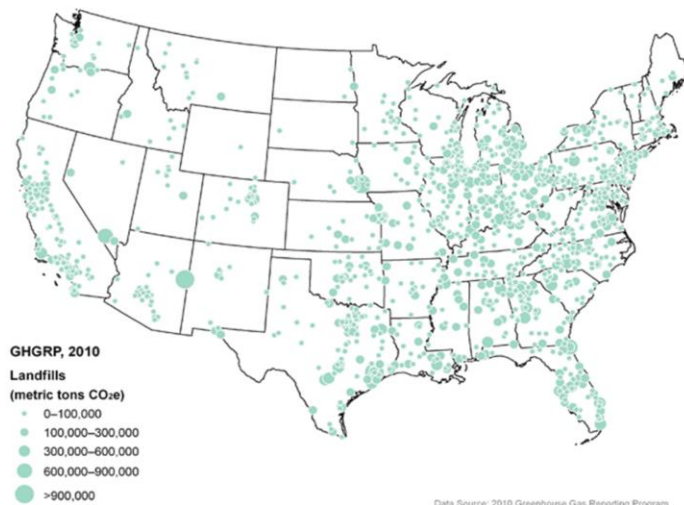 GHGRP, 2010
Landfills
(metric tons CO2e)
0–100,000
100,000–300,000
300,000–600,000
600,000–900,000
>900,000
Data Source: 2010 Greenhouse Gas Reporting Program